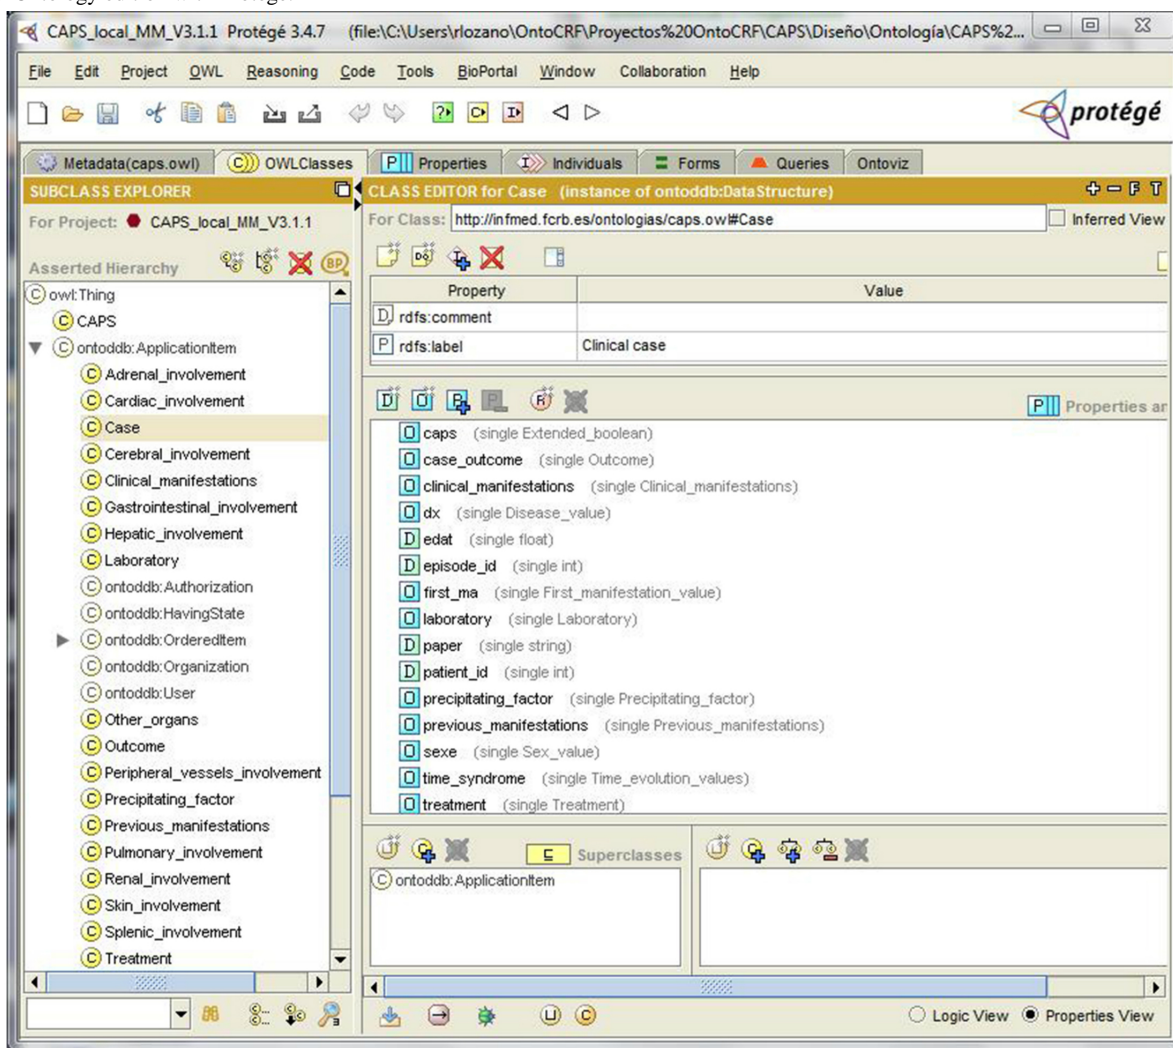 CAPS_local_MM_V3.1.1 Protégé 3.4.7 (file:\C:\Users\rlozano\OntoCRF\Proyectos%20OntoCRF\CAPS\Diseño\Ontología\CAPS%2...
File Edit Project OWL Reasoning Code Tools BioPortal Window Collaboration Help
protégé
Metadata(caps.owl) OWLClasses Properties Individuals Forms Queries Ontoviz
SUBCLASS EXPLORER
For Project: CAPS_local_MM_V3.1.1
Asserted Hierarchy
owl:Thing
CAPS
ontoddb:ApplicationItem
Adrenal_involvement
Cardiac_involvement
Case
Cerebral_involvement
Clinical_manifestations
Gastrointestinal_involvement
Hepatic_involvement
Laboratory
ontoddb:Authorization
ontoddb:HavingState
ontoddb:OrderedItem
ontoddb:Organization
ontoddb:User
Other_organs
Outcome
Peripheral_vessels_involvement
Precipitating_factor
Previous_manifestations
Pulmonary_involvement
Renal_involvement
Skin_involvement
Splenic_involvement
Treatment
CLASS EDITOR for Case (instance of ontoddb:DataStructure)
For Class: http://infmed.fcrb.es/ontologias/caps.owl#Case Inferred View
Property Value
rdfs:comment
rdfs:label Clinical case
Properties ar
caps (single Extended_boolean)
case_outcome (single Outcome)
clinical_manifestations (single Clinical_manifestations)
dx (single Disease_value)
edat (single float)
episode_id (single int)
first_ma (single First_manifestation_value)
laboratory (single Laboratory)
paper (single string)
patient_id (single int)
precipitating_factor (single Precipitating_factor)
previous_manifestations (single Previous_manifestations)
sexe (single Sex_value)
time_syndrome (single Time_evolution_values)
treatment (single Treatment)
Superclasses
ontoddb:ApplicationItem
Logic View Properties View